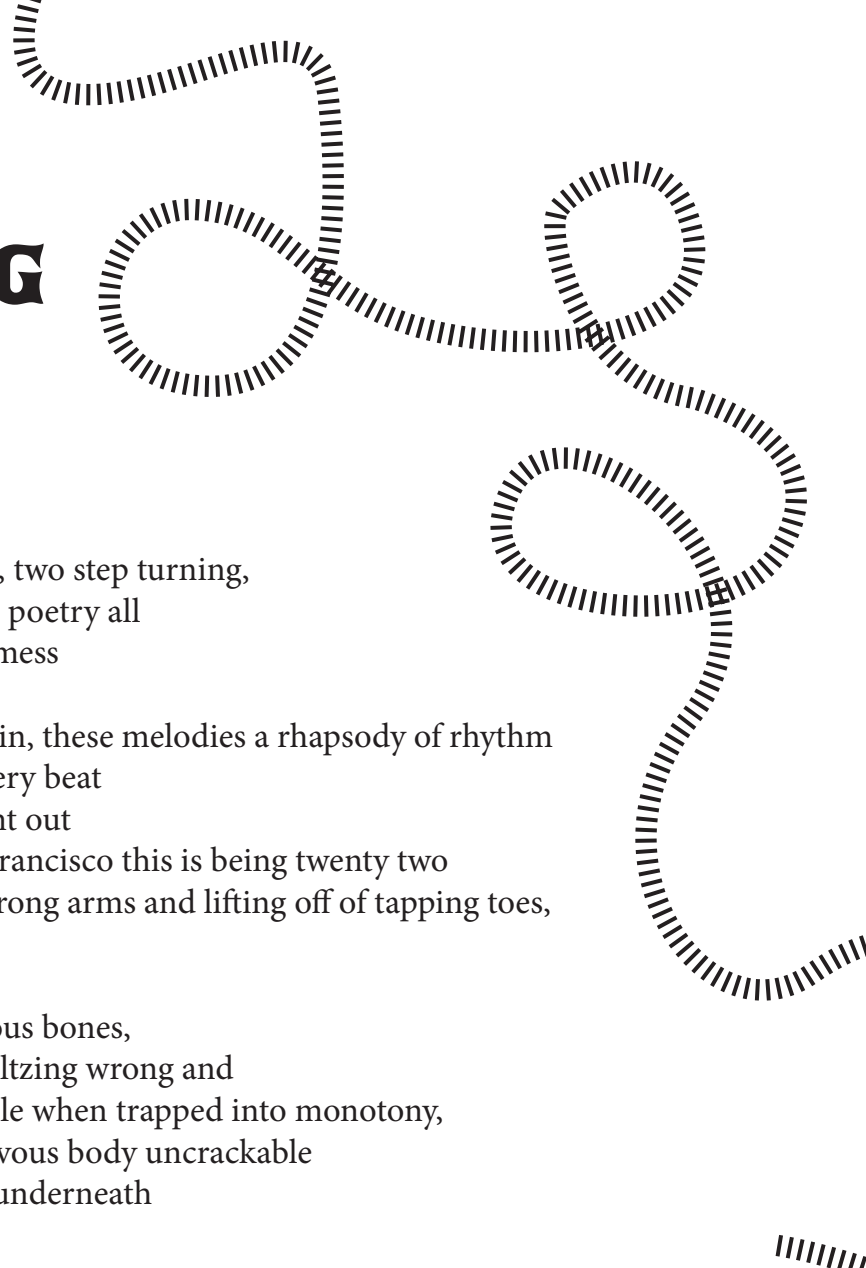 G
, two step turning,
poetry all
mess
in, these melodies a rhapsody of rhythm
ery beat
nt out
rancisco this is being twenty two
rong arms and lifting off of tapping toes,
ous bones,
ltzing wrong and
le when trapped into monotony,
vous body uncrackable
underneath